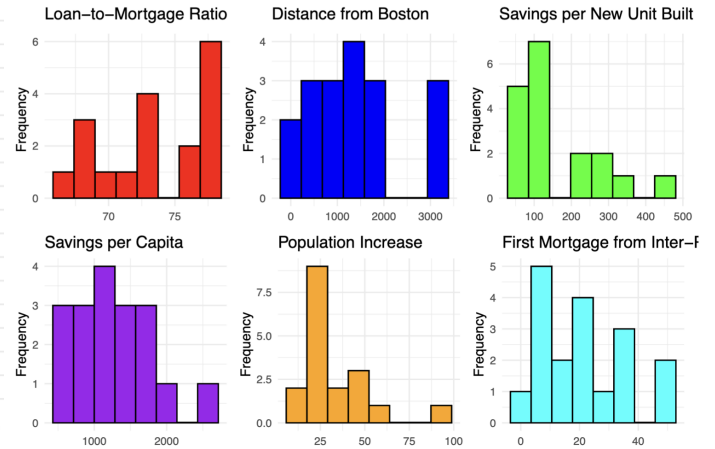 Loan-to-Mortgage Ratio
Frequency
6
4
2
0
70 75
Distance from Boston
Frequency
4
3
2
1
0
0 1000 2000 3000
Savings per New Unit Built
Frequency
6
4
2
0
100 200 300 400 500
Savings per Capita
Frequency
4
3
2
1
0
1000 2000
Population Increase
Frequency
7.5
5.0
2.5
0.0
25 50 75 100
First Mortgage from Inter-
Frequency
5
4
3
2
1
0
0 20 40